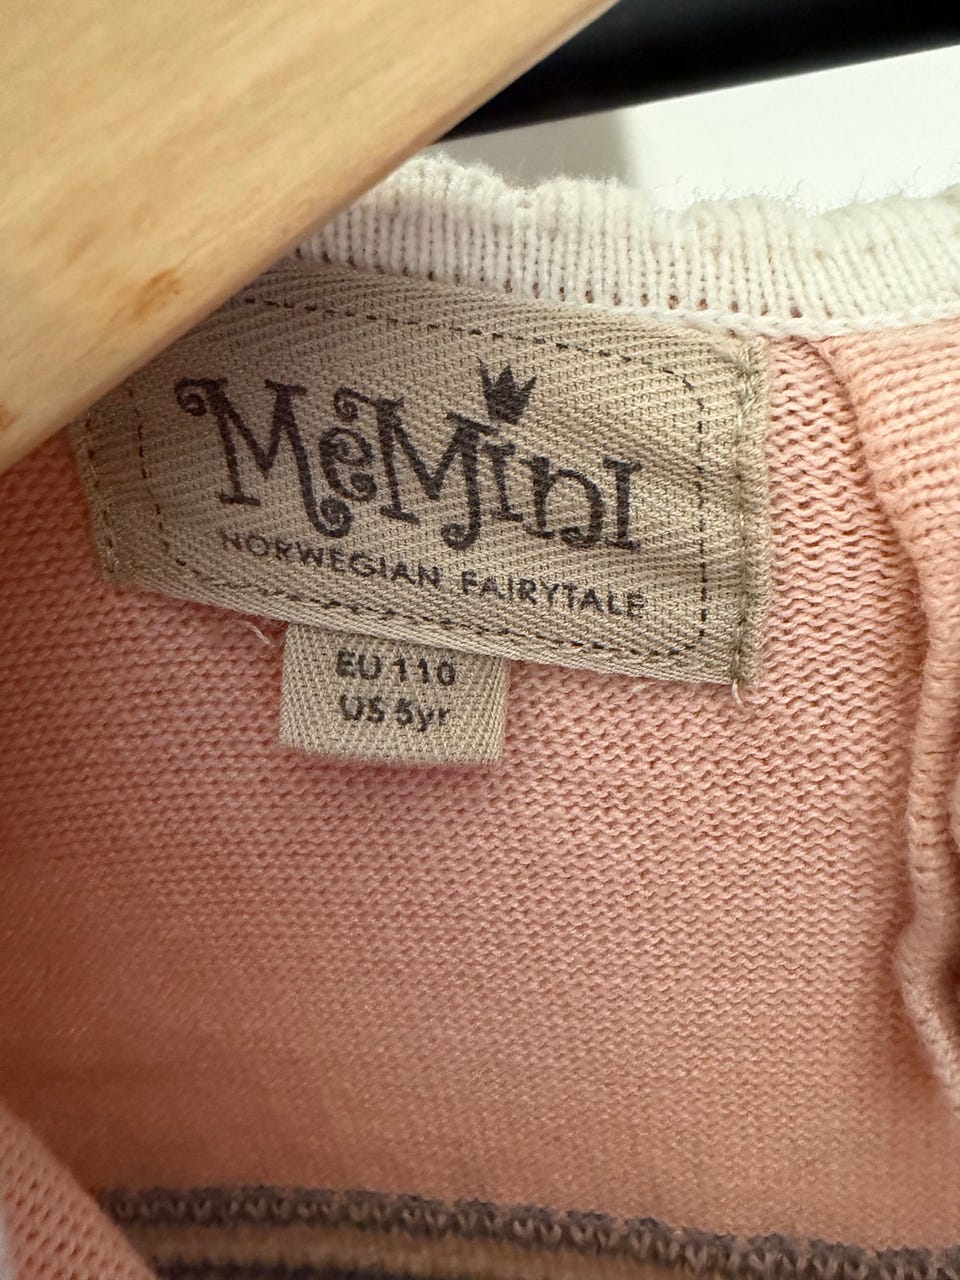 MeMini
NORWEGIAN FAIRYTALE
EU 110
US 5yr